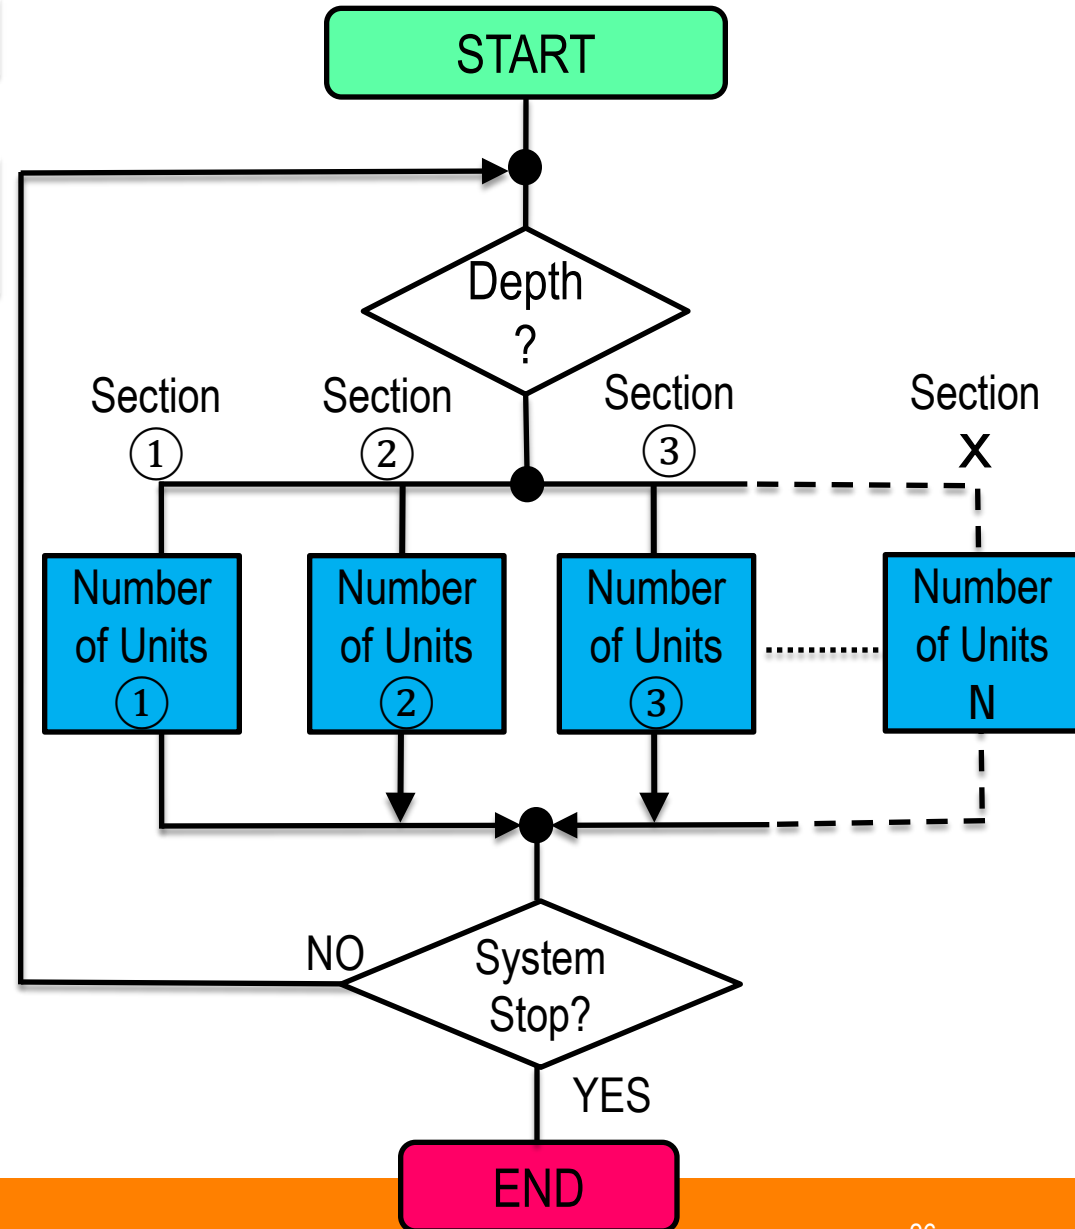 START
Depth
?
Section
①
Section
②
Section
③
Section
X
Number
of Units
①
Number
of Units
②
Number
of Units
③
Number
of Units
N
NO
System
Stop?
YES
END